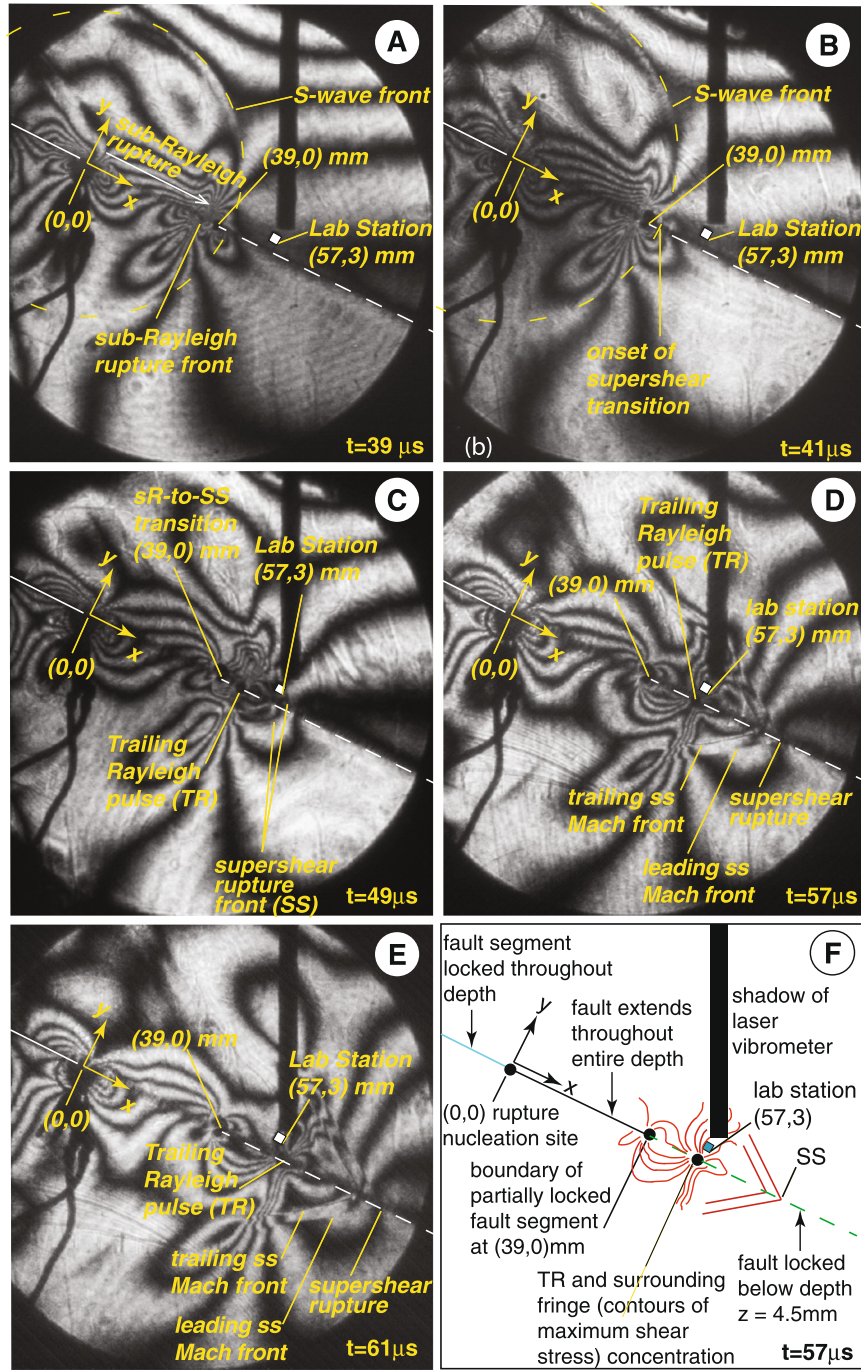 A
S-wave front
y
sub-Rayleigh
rupture
(39,0) mm
x
(0,0)
Lab Station
(57,3) mm
sub-Rayleigh
rupture front
t=39 μs
B
S-wave front
y
(39,0) mm
x
(0,0)
Lab Station
(57,3) mm
onset of
supershear
transition
(b)
t=41μs
C
sR-to-SS
transition
(39,0) mm
Lab Station
(57,3) mm
y
x
(0,0)
Trailing
Rayleigh
pulse (TR)
supershear
rupture
front (SS)
t=49μs
D
Trailing
Rayleigh
pulse (TR)
(39,0) mm
y
lab station
(57,3) mm
x
(0,0)
trailing ss
Mach front
supershear
rupture
leading ss
Mach front
t=57μs
E
y
(39,0) mm
Lab Station
(57,3) mm
x
(0,0)
Trailing
Rayleigh
pulse (TR)
trailing ss
Mach front
supershear
rupture
leading ss
Mach front
t=61μs
F
fault segment
locked throughout
depth
y
fault extends
throughout
entire depth
shadow of
laser
vibrometer
x
(0,0) rupture
nucleation site
lab station
(57,3)
SS
boundary of
partially locked
fault segment
at (39,0)mm
fault locked
below depth
z = 4.5mm
TR and surrounding
fringe (contours of
maximum shear
stress) concentration
t=57μs